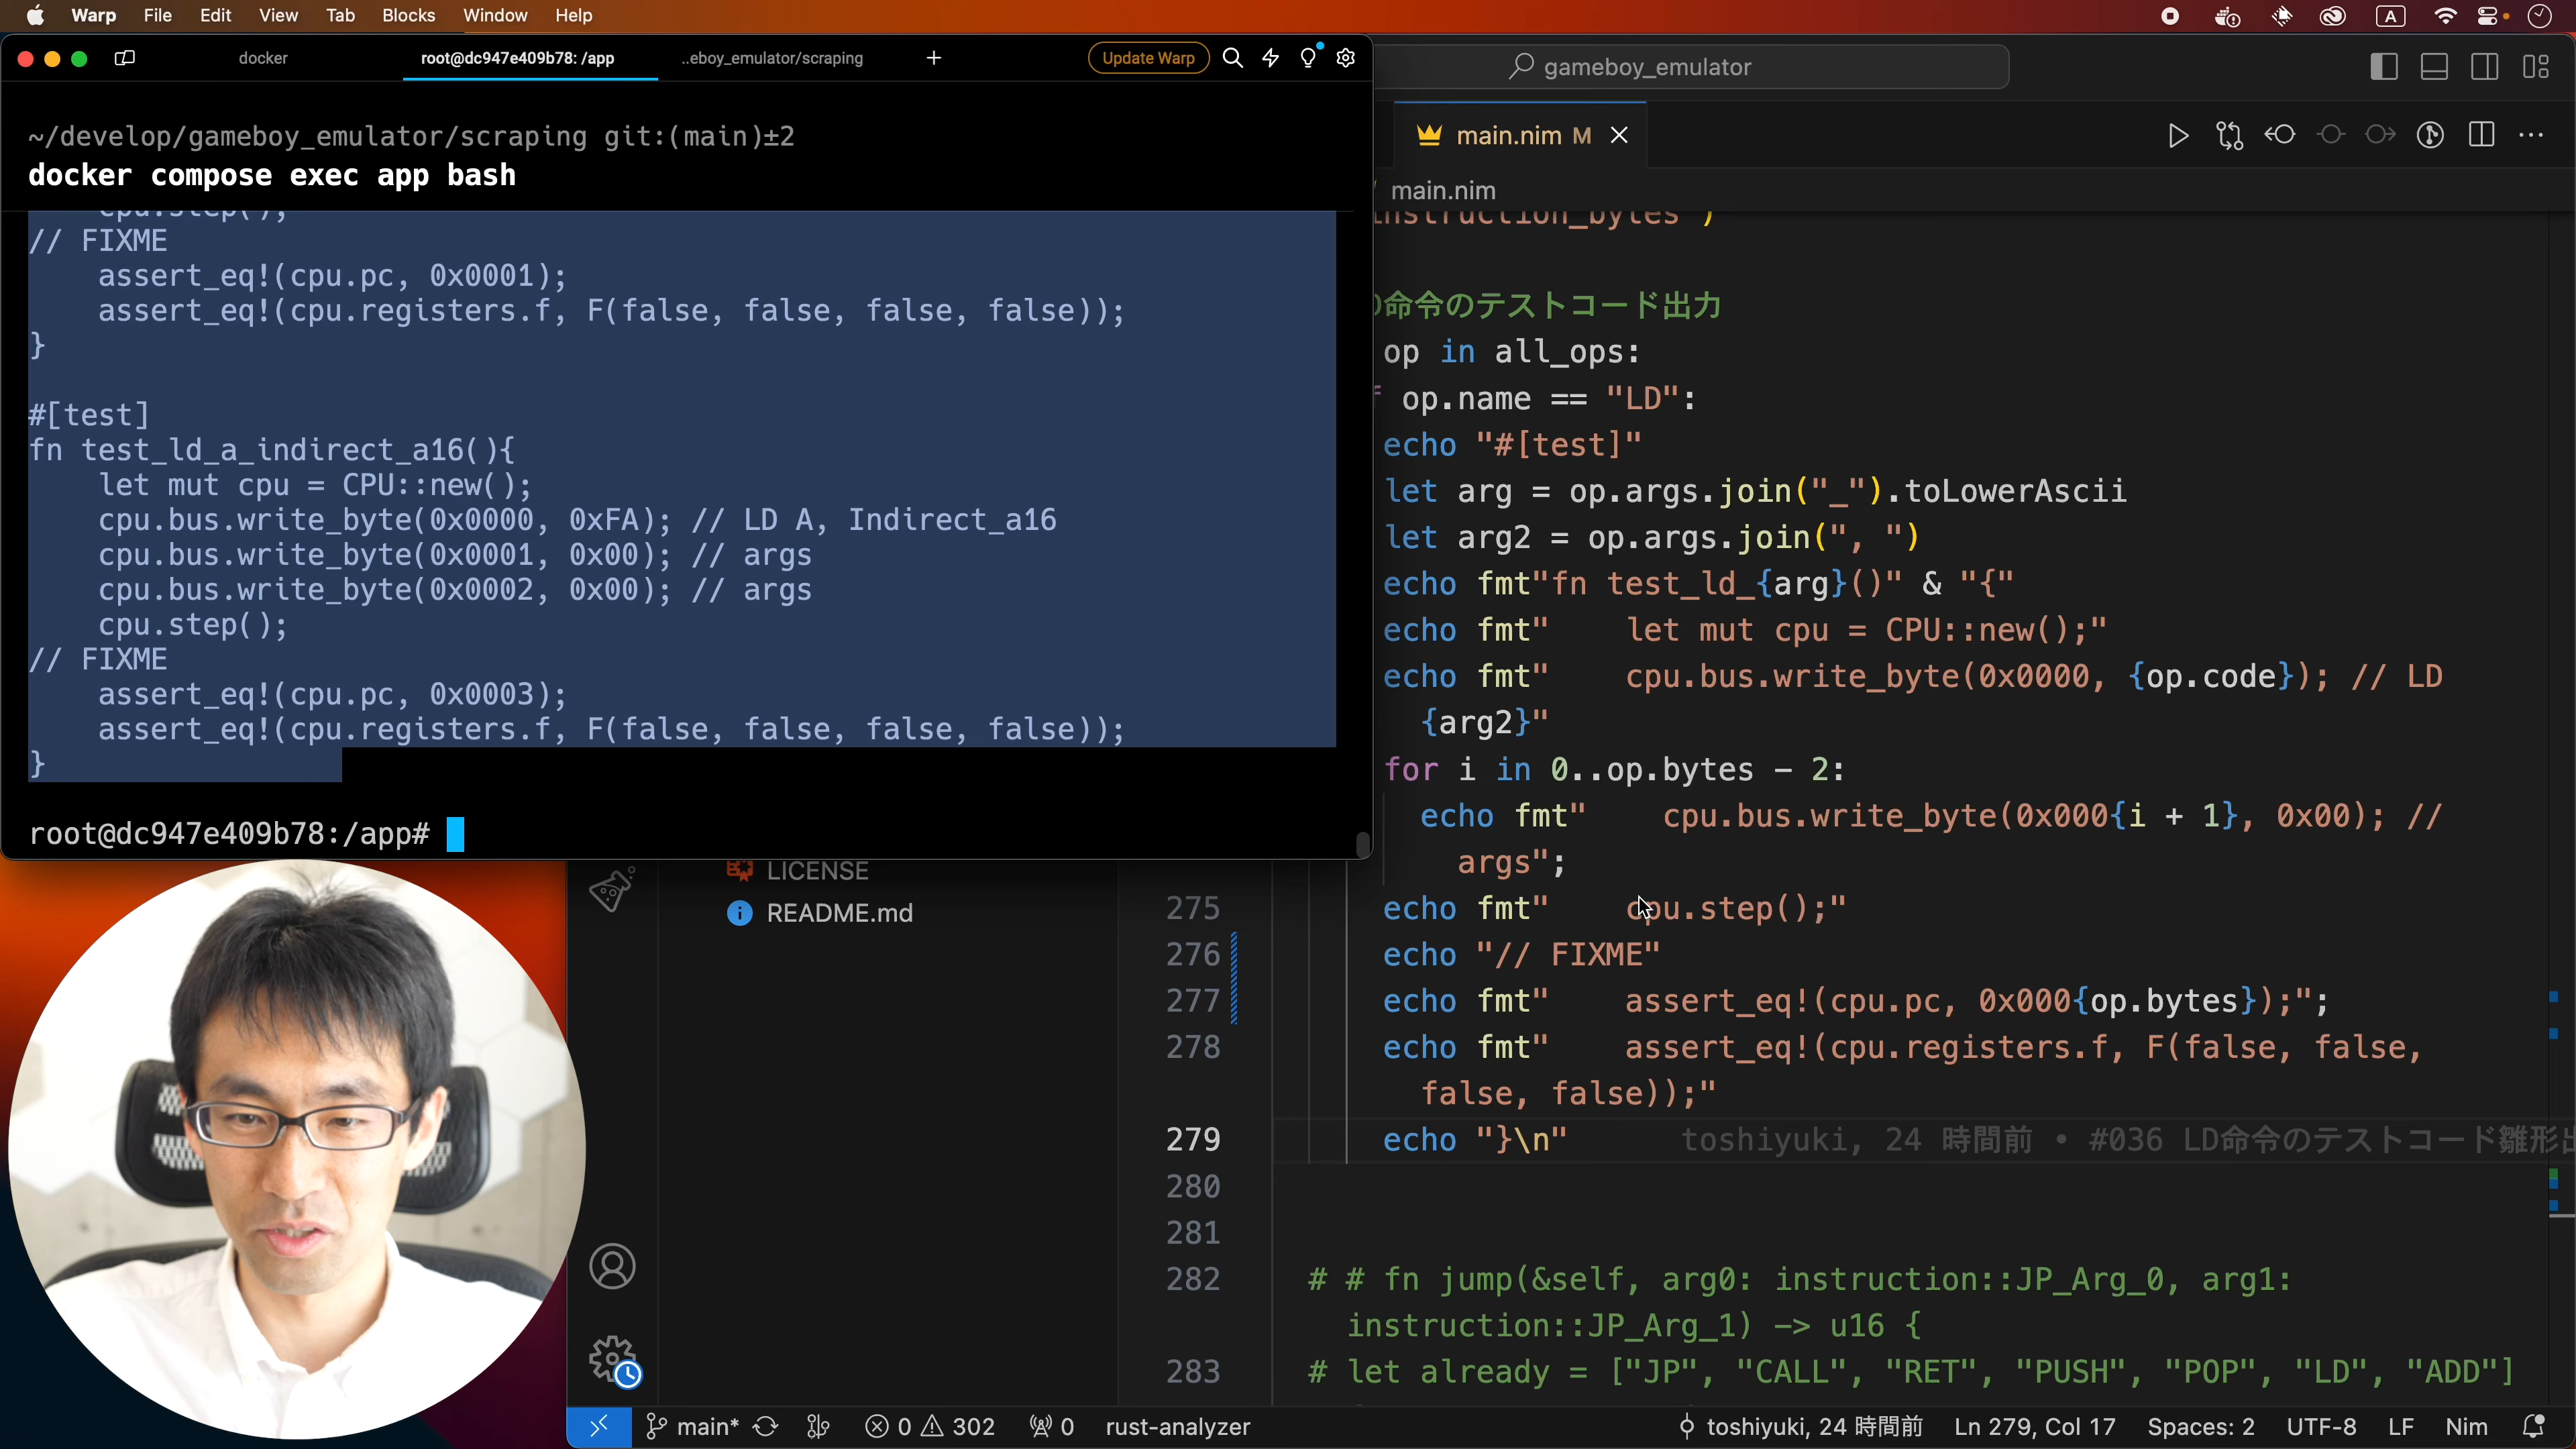 Warp File Edit View Tab Blocks Window Help
A
docker
root@dc947e409b78: /app
..eboy_emulator/scraping
+
Update Warp
~/develop/gameboy_emulator/scraping git:(main)±2
docker compose exec app bash
cpu.step();
// FIXME
    assert_eq!(cpu.pc, 0x0001);
    assert_eq!(cpu.registers.f, F(false, false, false, false));
}
#[test]
fn test_ld_a_indirect_a16(){
    let mut cpu = CPU::new();
    cpu.bus.write_byte(0x0000, 0xFA); // LD A, Indirect_a16
    cpu.bus.write_byte(0x0001, 0x00); // args
    cpu.bus.write_byte(0x0002, 0x00); // args
    cpu.step();
// FIXME
    assert_eq!(cpu.pc, 0x0003);
    assert_eq!(cpu.registers.f, F(false, false, false, false));
}
root@dc947e409b78:/app#
gameboy_emulator
main.nim M
main.nim
instruction_bytes")
命令のテストコード出力
op in all_ops:
op.name == "LD":
echo "#[test]"
let arg = op.args.join("_").toLowerAscii
let arg2 = op.args.join(", ")
echo fmt"fn test_ld_{arg}()" & "{"
echo fmt"    let mut cpu = CPU::new();"
echo fmt"    cpu.bus.write_byte(0x0000, {op.code}); // LD
{arg2}"
for i in 0..op.bytes - 2:
echo fmt"    cpu.bus.write_byte(0x000{i + 1}, 0x00); //
args";
275 echo fmt"    cpu.step();"
276 echo "// FIXME"
277 echo fmt"    assert_eq!(cpu.pc, 0x000{op.bytes});";
278 echo fmt"    assert_eq!(cpu.registers.f, F(false, false,
false, false));"
279 echo "}\n" toshiyuki, 24 時間前 • #036 LD命令のテストコード雛形
280
281
282 # # fn jump(&self, arg0: instruction::JP_Arg_0, arg1:
instruction::JP_Arg_1) -> u16 {
283 # let already = ["JP", "CALL", "RET", "PUSH", "POP", "LD", "ADD"]
LICENSE
README.md
main* 0 302 0 rust-analyzer
toshiyuki, 24 時間前 Ln 279, Col 17 Spaces: 2 UTF-8 LF Nim